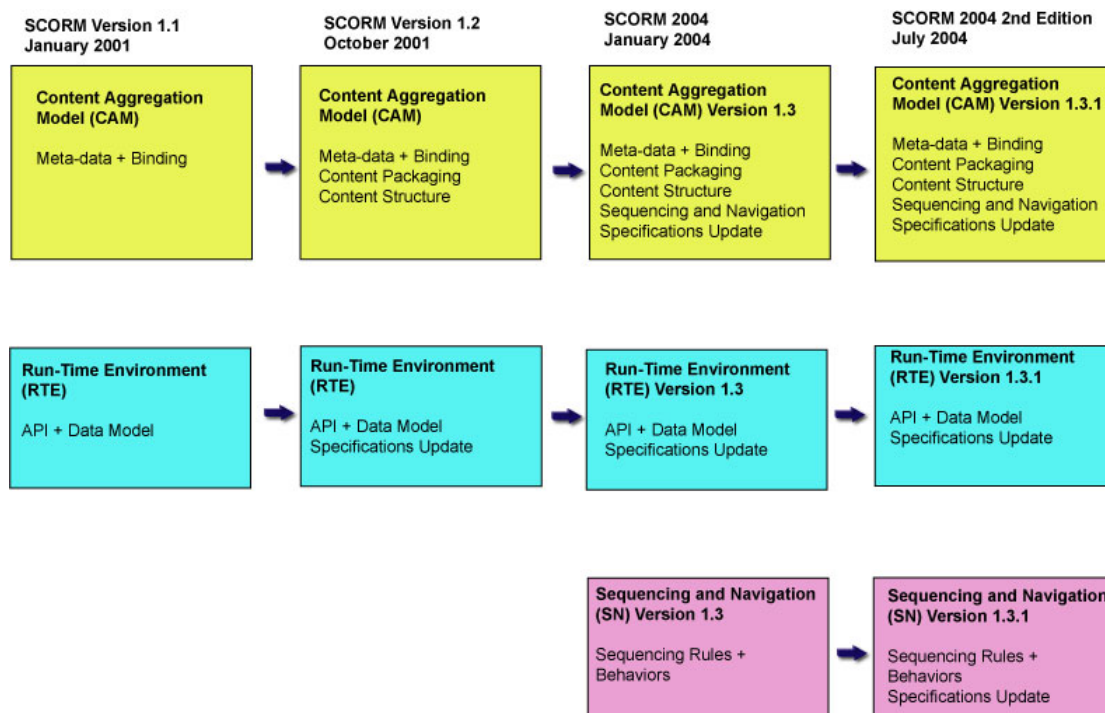 SCORM Version 1.1
January 2001
SCORM Version 1.2
October 2001
SCORM 2004
January 2004
SCORM 2004 2nd Edition
July 2004
Content Aggregation
Model (CAM)
Meta-data + Binding
Content Aggregation
Model (CAM)
Meta-data + Binding
Content Packaging
Content Structure
Content Aggregation
Model (CAM) Version 1.3
Meta-data + Binding
Content Packaging
Content Structure
Sequencing and Navigation
Specifications Update
Content Aggregation
Model (CAM) Version 1.3.1
Meta-data + Binding
Content Packaging
Content Structure
Sequencing and Navigation
Specifications Update
Run-Time Environment
(RTE)
API + Data Model
Run-Time Environment
(RTE)
API + Data Model
Specifications Update
Run-Time Environment
(RTE) Version 1.3
API + Data Model
Specifications Update
Run-Time Environment
(RTE) Version 1.3.1
API + Data Model
Specifications Update
Sequencing and Navigation
(SN) Version 1.3
Sequencing Rules +
Behaviors
Sequencing and Navigation
(SN) Version 1.3.1
Sequencing Rules +
Behaviors
Specifications Update